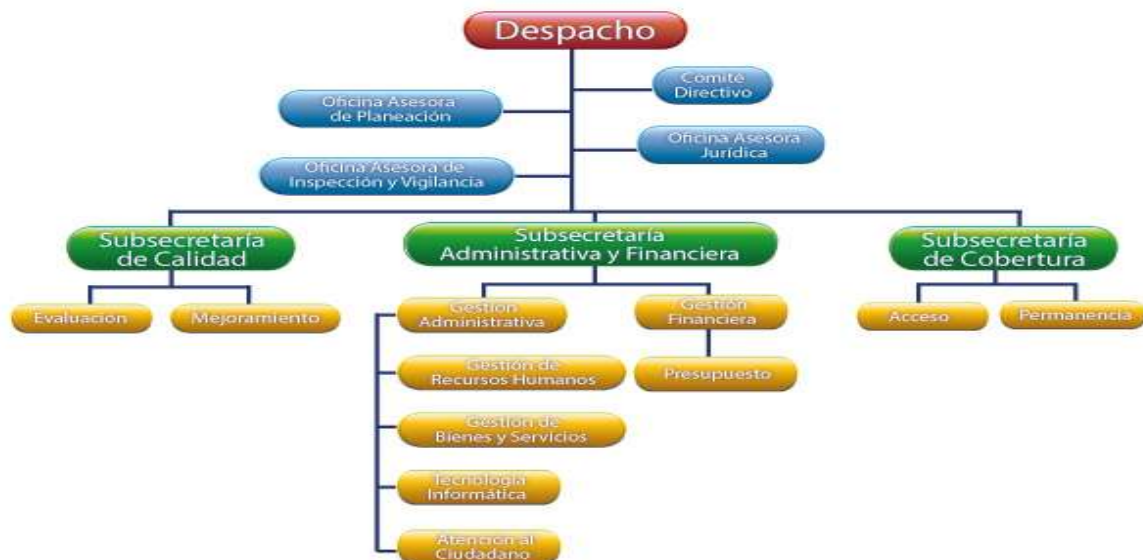 Despacho
Comité
Directivo
Oficina Asesora
de Planeación
Oficina Asesora
Jurídica
Oficina Asesora de
Inspección y Vigilancia
Subsecretaría
de Calidad
Subsecretaría
Administrativa y Financiera
Subsecretaría
de Cobertura
Evaluación
Mejoramiento
Gestión
Administrativa
Gestión
Financiera
Acceso
Permanencia
Gestión de
Recursos Humanos
Presupuesto
Gestión de
Bienes y Servicios
Tecnología
Informática
Atención al
Ciudadano